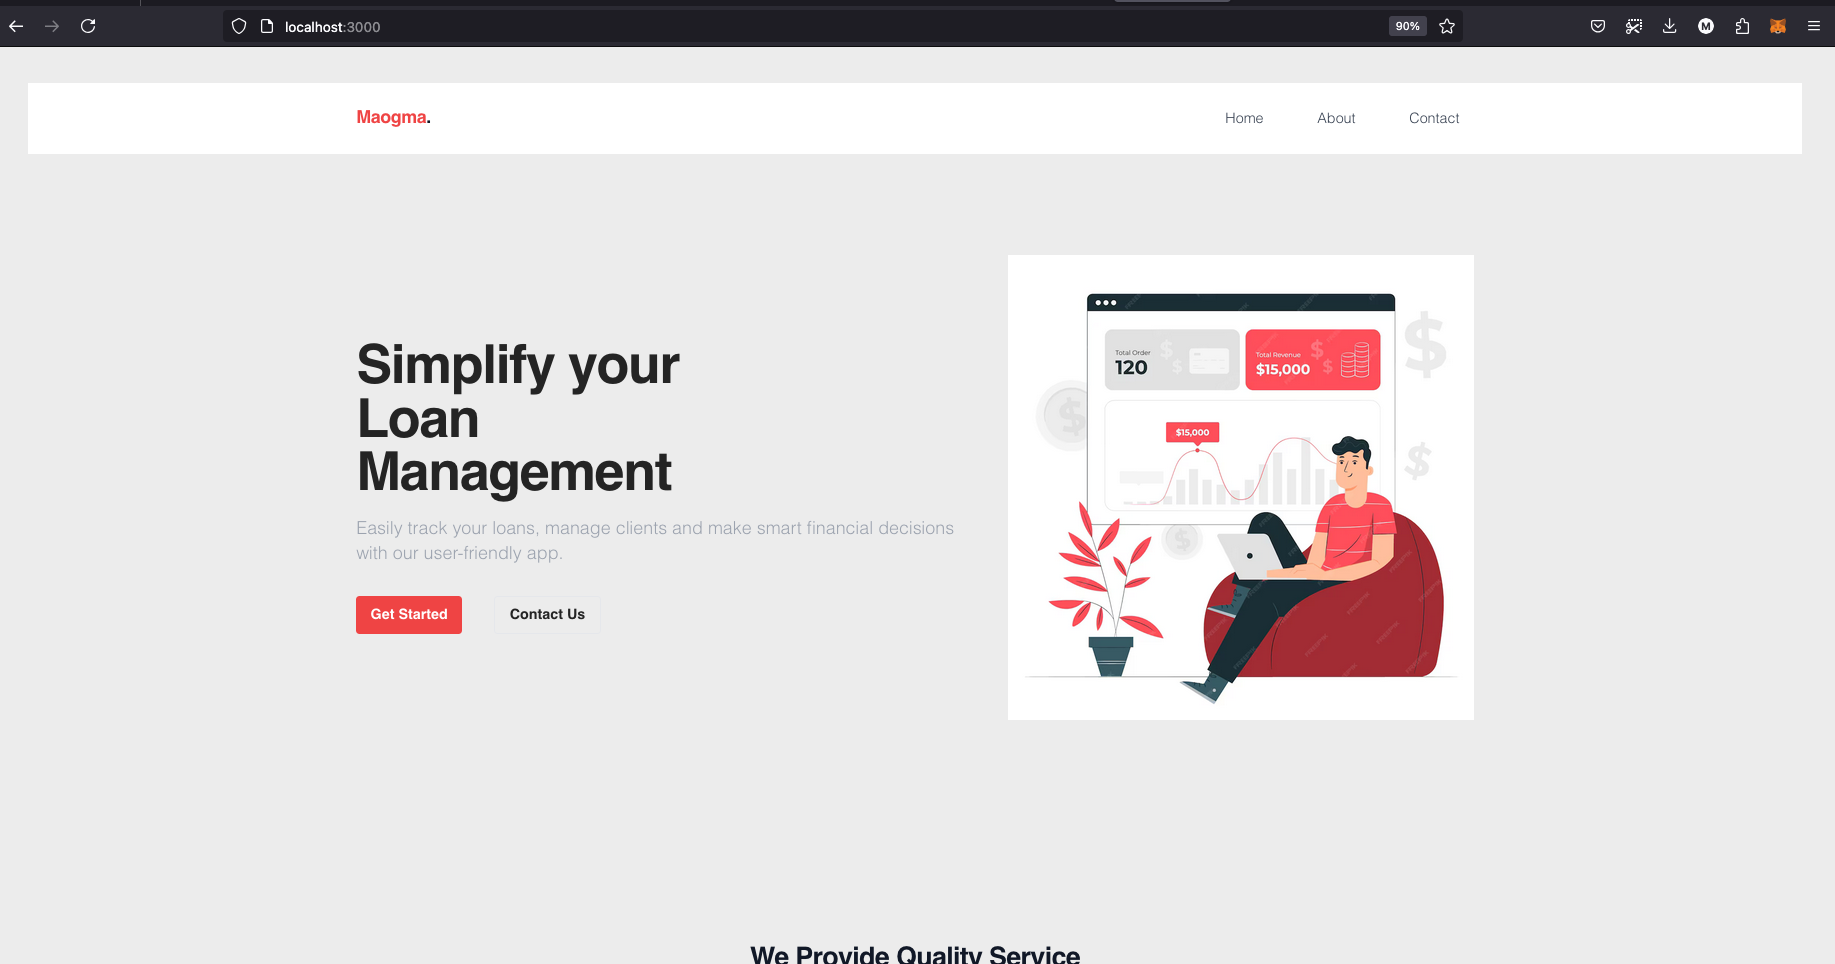 localhost:3000
90%
M
Maogma.
Home
About
Contact
Simplify your
Loan
Management
Easily track your loans, manage clients and make smart financial decisions
with our user-friendly app.
Get Started
Contact Us
Total Order
120
Total Revenue
$15,000
$15,000
We Provide Quality Service